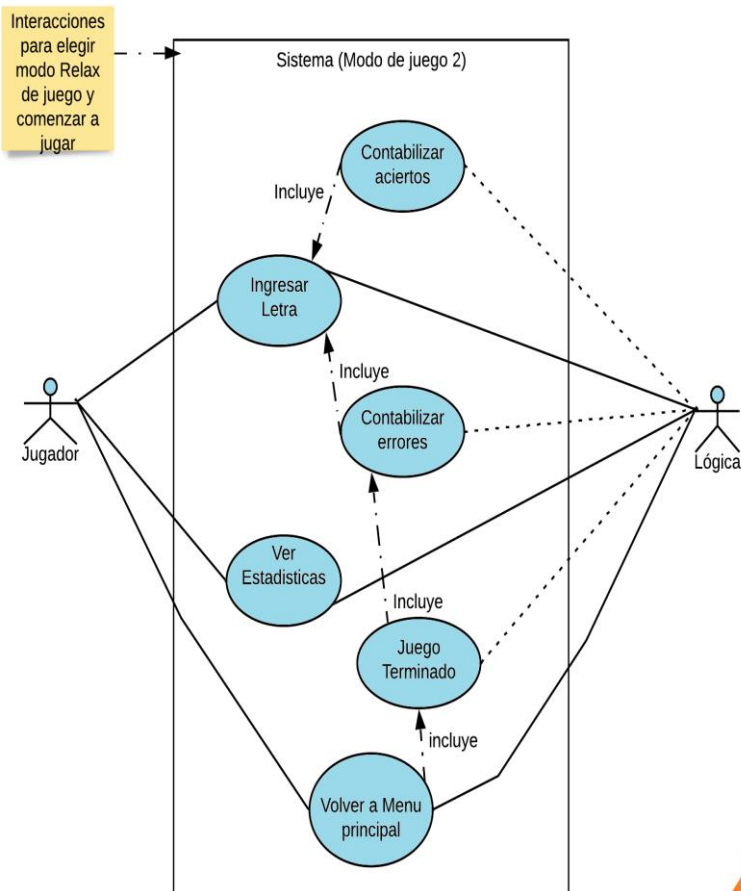 Interacciones
para elegir
modo Relax
de juego y
comenzar a
jugar
Sistema (Modo de juego 2)
Contabilizar
aciertos
Incluye
Ingresar
Letra
Incluye
Contabilizar
errores
Jugador
Lógica
Ver
Estadisticas
Incluye
Juego
Terminado
incluye
Volver a Menu
principal